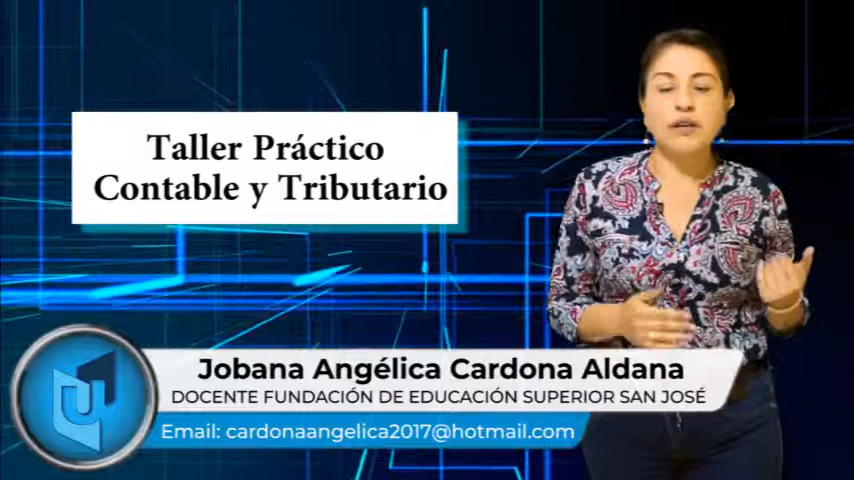 Taller Práctico
Contable y Tributario
Jobana Angélica Cardona Aldana
DOCENTE FUNDACIÓN DE EDUCACIÓN SUPERIOR SAN JOSÉ
Email: cardonaangelica2017@hotmail.com